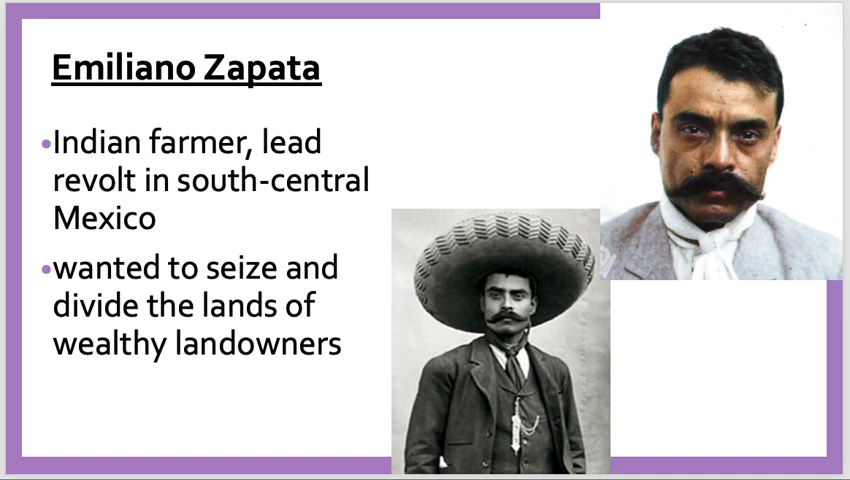 Emiliano Zapata
•Indian farmer, lead
revolt in south-central
Mexico
•wanted to seize and
divide the lands of
wealthy landowners